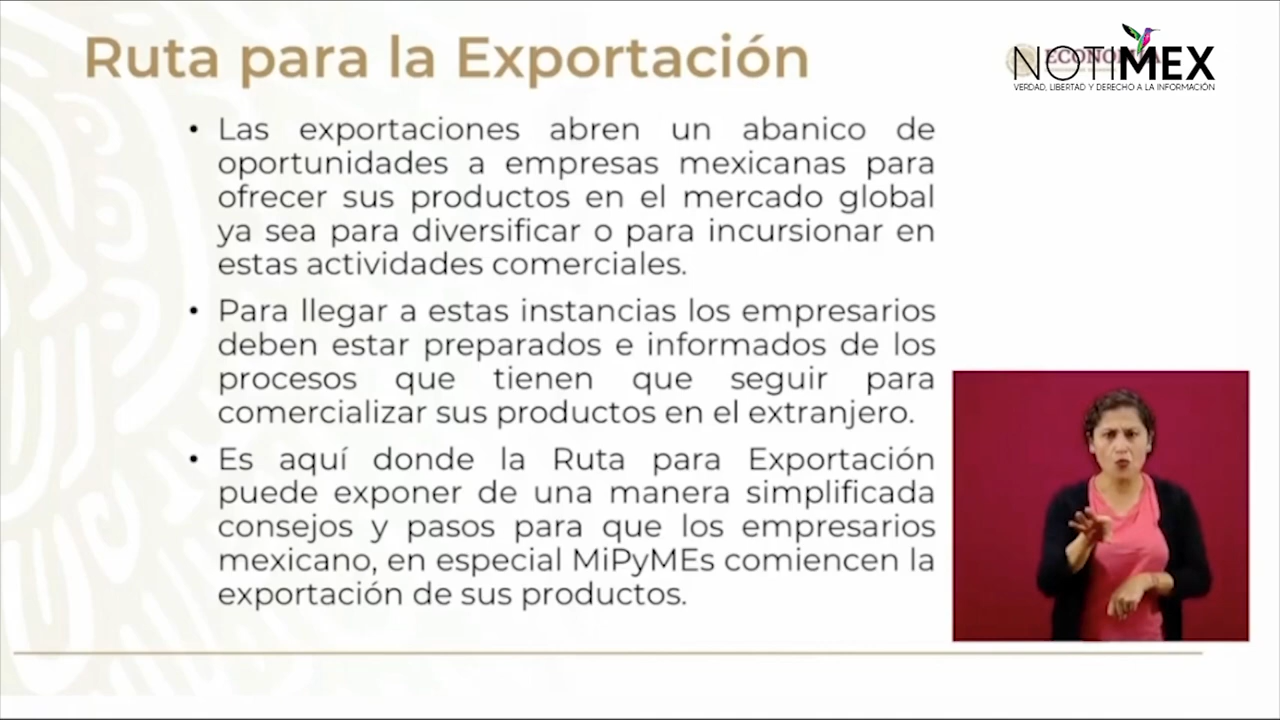 Ruta para la Exportación
NOTIMEX
VERDAD, LIBERTAD Y DERECHO A LA INFORMACIÓN
• Las exportaciones abren un abanico de
oportunidades a empresas mexicanas para
ofrecer sus productos en el mercado global
ya sea para diversificar o para incursionar en
estas actividades comerciales.
• Para llegar a estas instancias los empresarios
deben estar preparados e informados de los
procesos que tienen que seguir para
comercializar sus productos en el extranjero.
• Es aquí donde la Ruta para Exportación
puede exponer de una manera simplificada
consejos y pasos para que los empresarios
mexicano, en especial MiPyMEs comiencen la
exportación de sus productos.